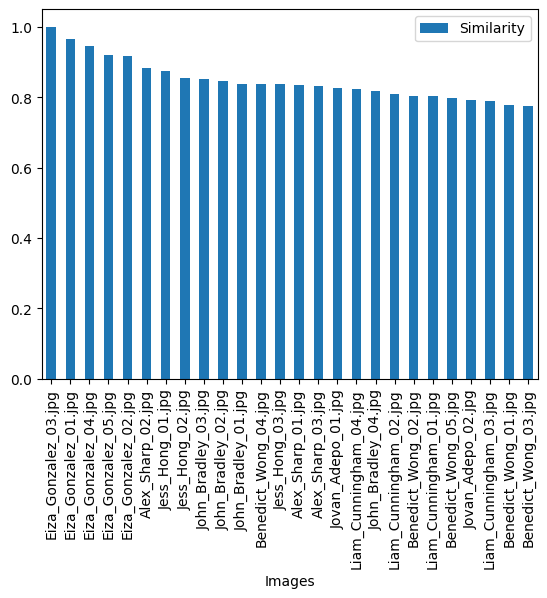 Similarity
1.0
0.8
0.6
0.4
0.2
0.0
Eiza_Gonzalez_03.jpg
Eiza_Gonzalez_01.jpg
Eiza_Gonzalez_04.jpg
Eiza_Gonzalez_05.jpg
Eiza_Gonzalez_02.jpg
Alex_Sharp_02.jpg
Jess_Hong_01.jpg
Jess_Hong_02.jpg
John_Bradley_03.jpg
John_Bradley_02.jpg
John_Bradley_01.jpg
Benedict_Wong_04.jpg
Jess_Hong_03.jpg
Alex_Sharp_01.jpg
Alex_Sharp_03.jpg
Jovan_Adepo_01.jpg
Liam_Cunningham_04.jpg
John_Bradley_04.jpg
Liam_Cunningham_02.jpg
Benedict_Wong_02.jpg
Liam_Cunningham_01.jpg
Benedict_Wong_05.jpg
Jovan_Adepo_02.jpg
Liam_Cunningham_03.jpg
Benedict_Wong_01.jpg
Benedict_Wong_03.jpg
Images